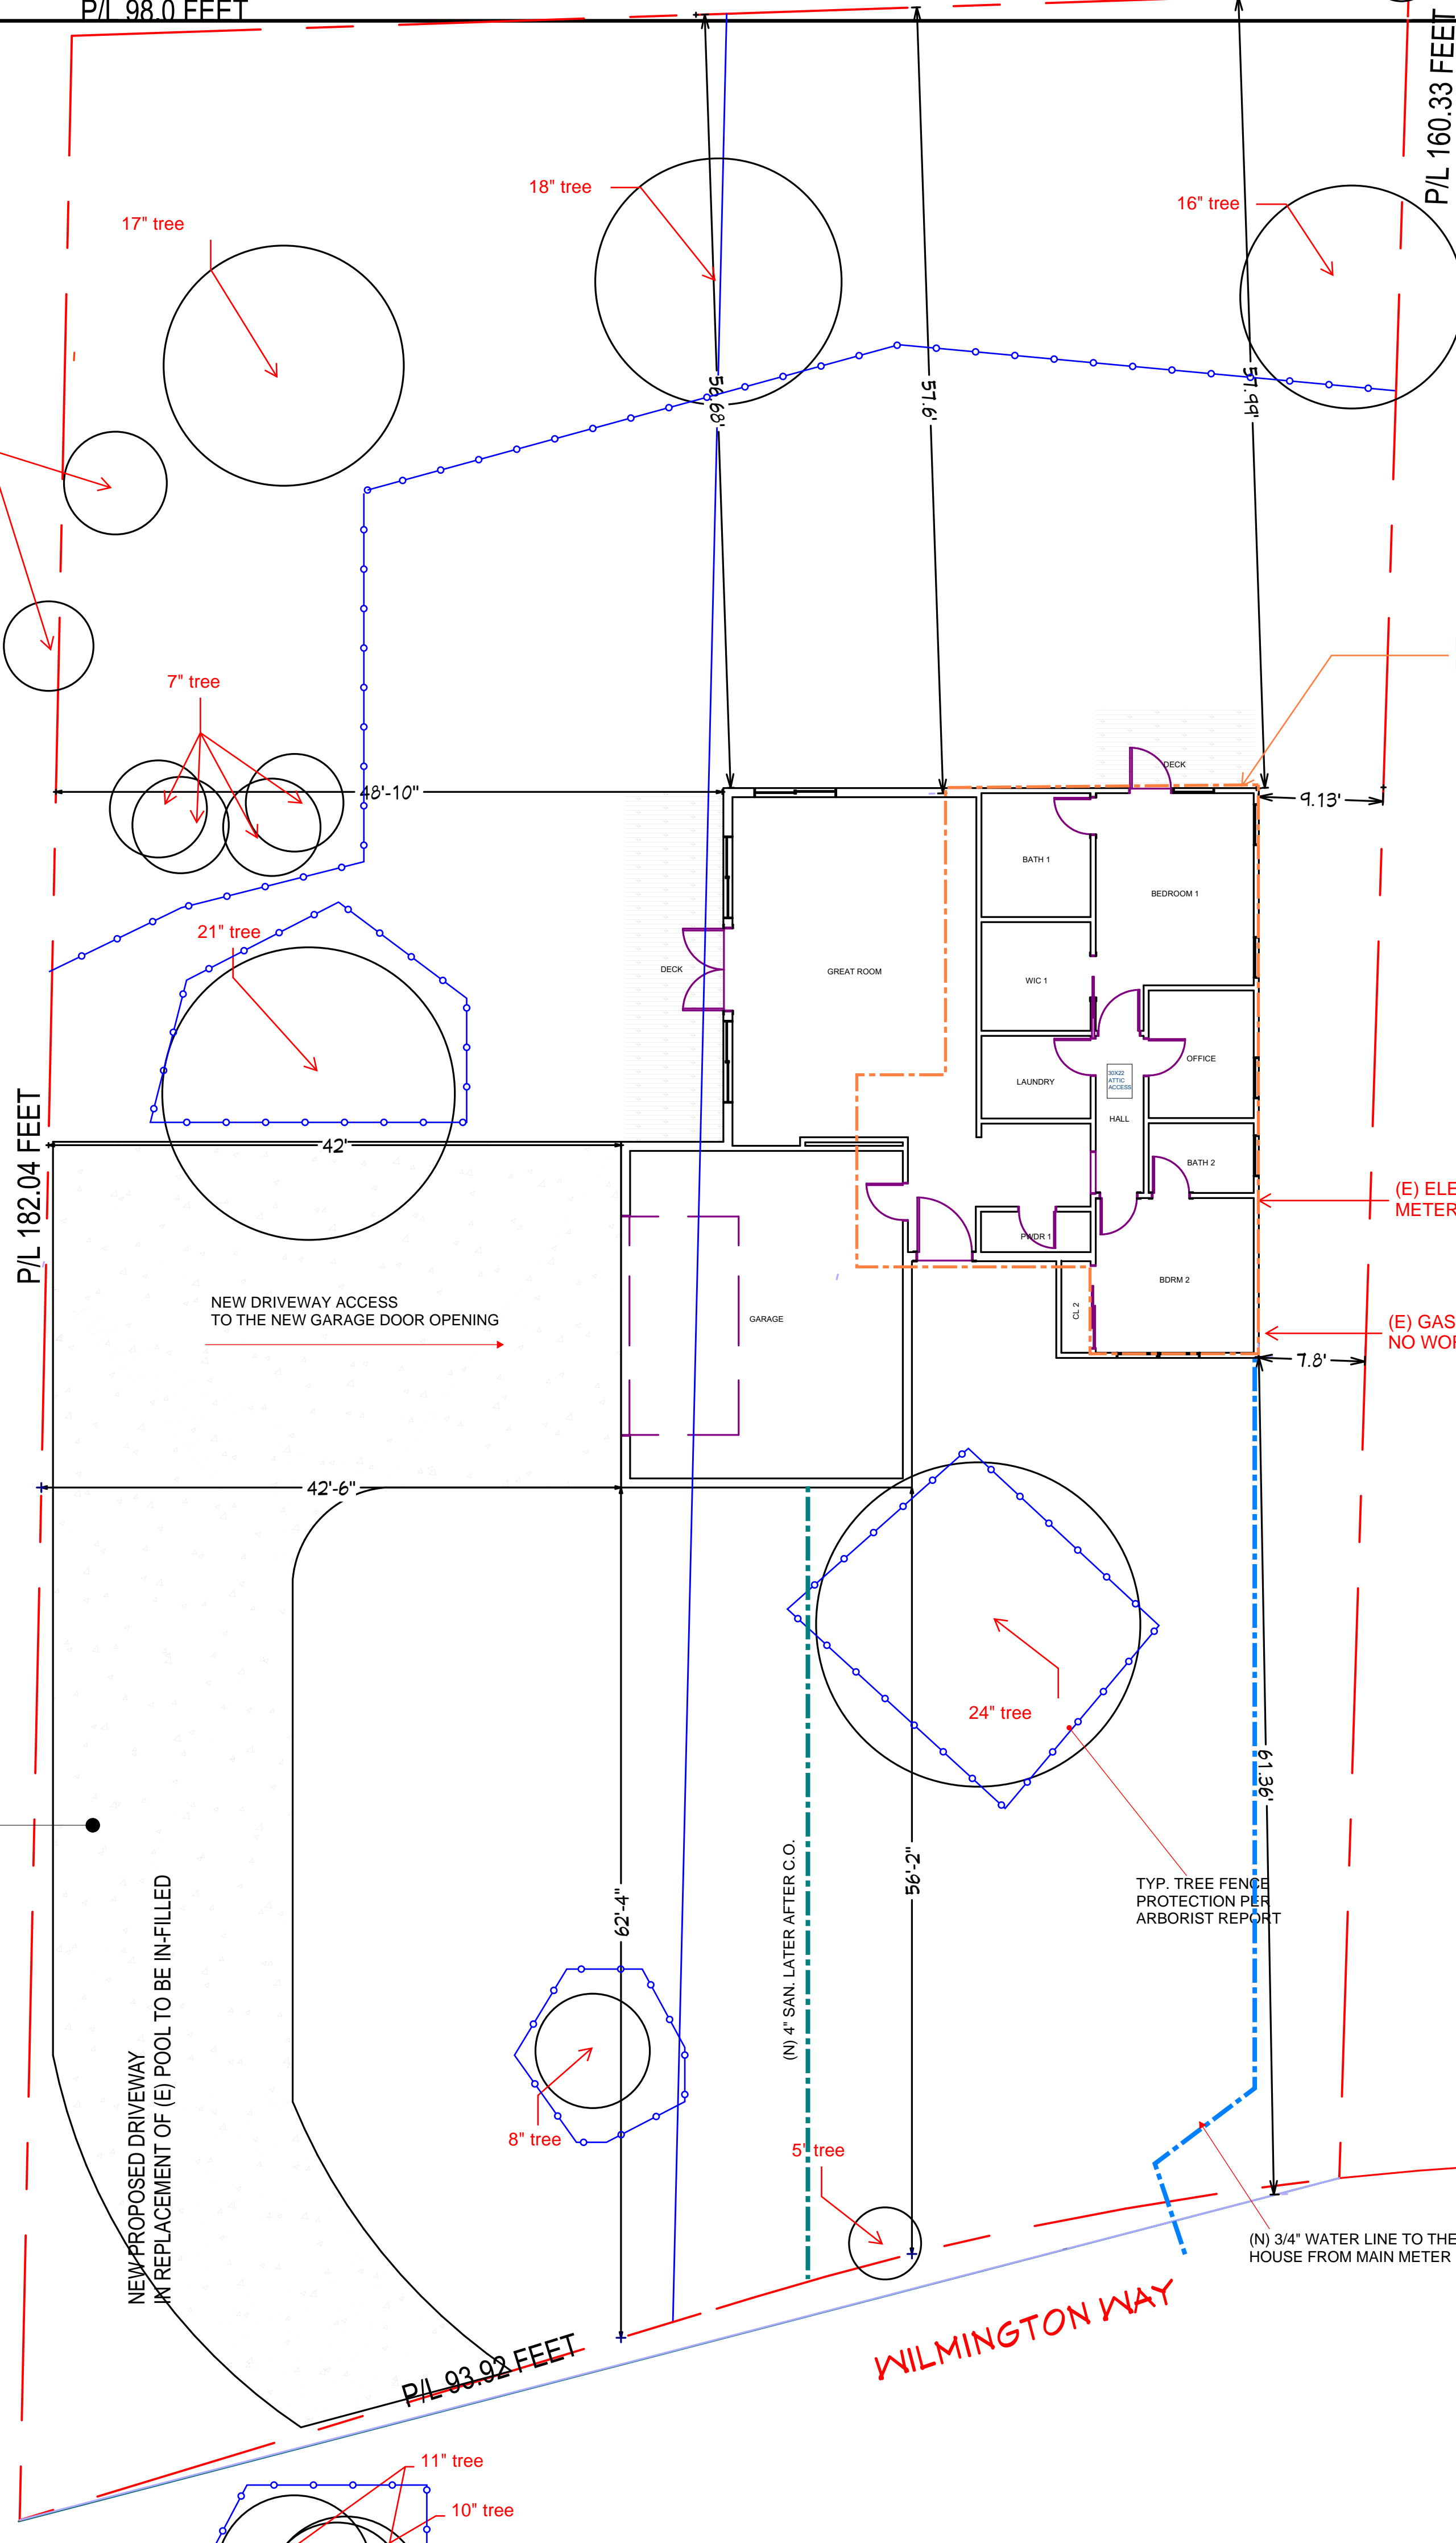 P/L 98.0 FEET
P/L 160.33 FEET
18" tree
16" tree
17" tree
56.68'
57.6'
57.99'
7" tree
DECK
48'-10"
9.13'
BATH 1
BEDROOM 1
21" tree
DECK
GREAT ROOM
WIC 1
OFFICE
30X22
ATTIC
ACCESS
LAUNDRY
HALL
P/L 182.04 FEET
42'
BATH 2
(E) ELE
METER
PWDR 1
BDRM 2
NEW DRIVEWAY ACCESS
TO THE NEW GARAGE DOOR OPENING
GARAGE
CL 2
(E) GAS
NO WOR
7.8'
42'-6"
24" tree
61.36'
(N) 4" SAN. LATER AFTER C.O.
56'-2"
62'-4"
TYP. TREE FENCE
PROTECTION PER
ARBORIST REPORT
NEW PROPOSED DRIVEWAY
IN REPLACEMENT OF (E) POOL TO BE IN-FILLED
8" tree
5" tree
(N) 3/4" WATER LINE TO THE
HOUSE FROM MAIN METER
WILMINGTON WAY
P/L 93.92 FEET
11" tree
10" tree